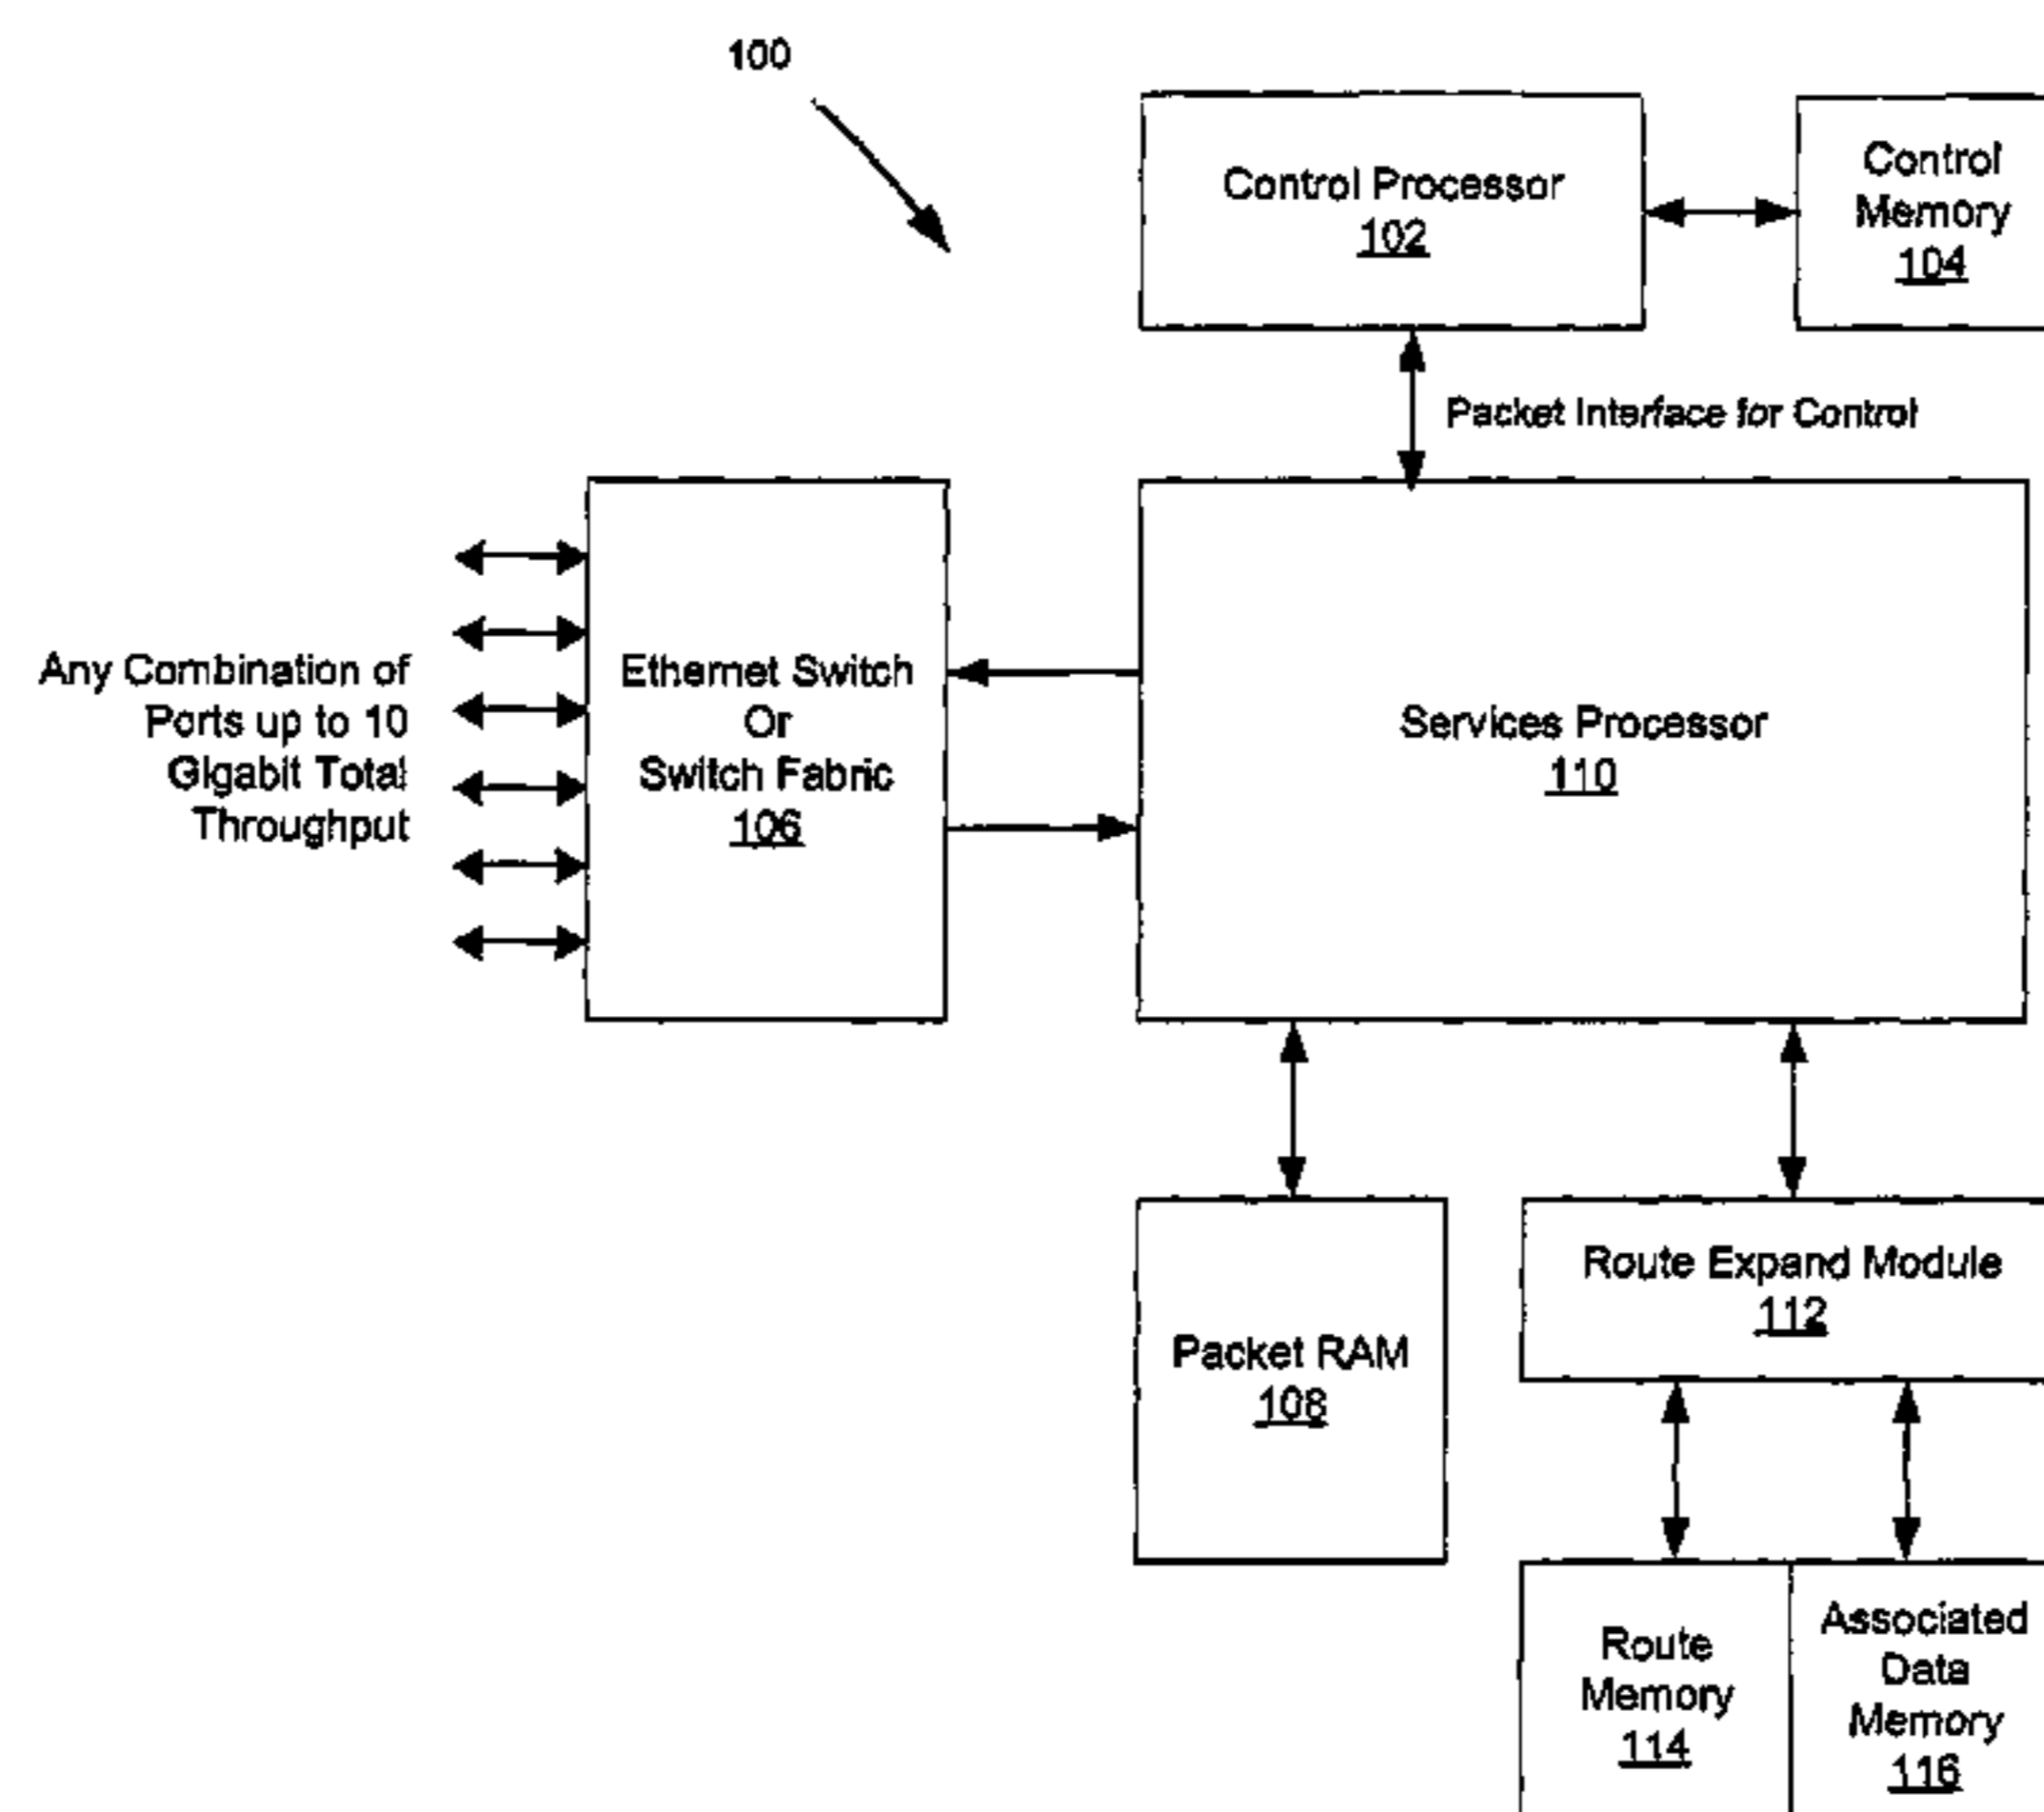 100
Control Processor
102
Control
Memory
104
Packet Interface for Control
Any Combination of
Ports up to 10
Gigabit Total
Throughput
Ethernet Switch
Or
Switch Fabric
106
Services Processor
110
Packet RAM
108
Route Expand Module
112
Route
Memory
114
Associated
Data
Memory
116